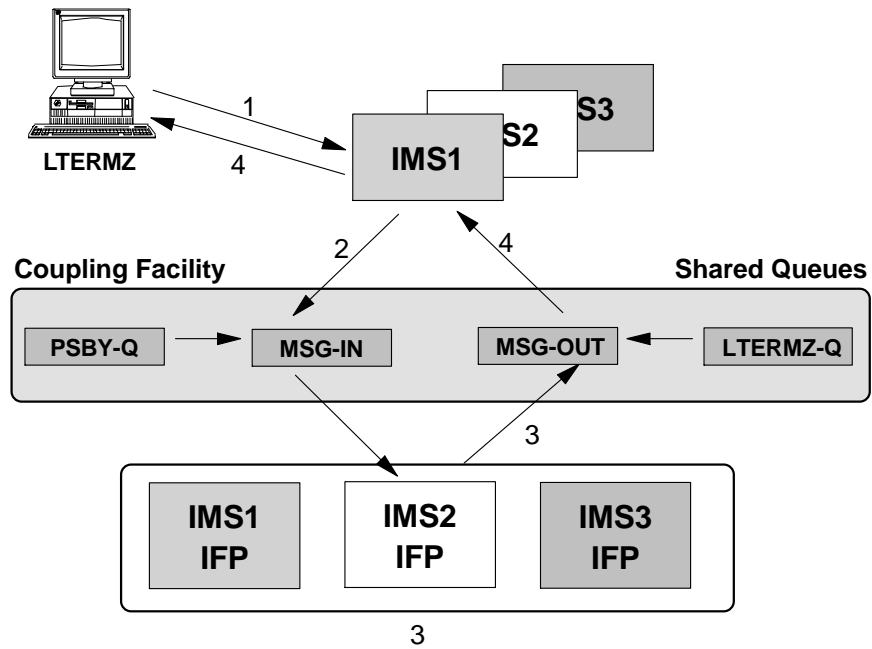 1
S3
S2
IMS1
LTERMZ
4
2
4
Coupling Facility
Shared Queues
PSBY-Q
MSG-IN
MSG-OUT
LTERMZ-Q
3
IMS1
IFP
IMS2
IFP
IMS3
IFP
3